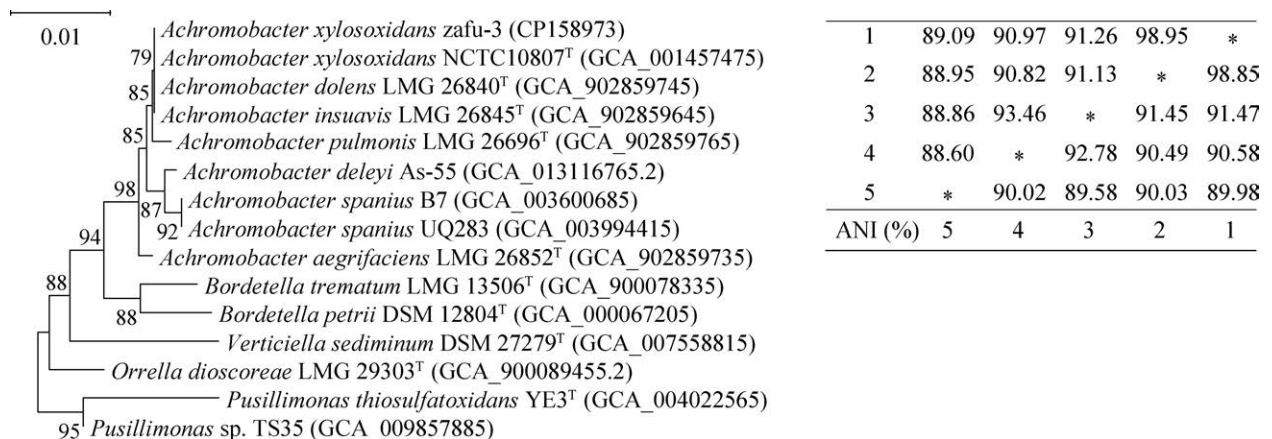 0.01
Achromobacter xylosoxidans zafu-3 (CP158973)
79
Achromobacter xylosoxidans NCTC10807ᵀ (GCA_001457475)
Achromobacter dolens LMG 26840ᵀ (GCA_902859745)
85
Achromobacter insuavis LMG 26845ᵀ (GCA_902859645)
85
Achromobacter pulmonis LMG 26696ᵀ (GCA_902859765)
Achromobacter deleyi As-55 (GCA_013116765.2)
98
Achromobacter spanius B7 (GCA_003600685)
87
Achromobacter spanius UQ283 (GCA_003994415)
92
94
Achromobacter aegrifaciens LMG 26852ᵀ (GCA_902859735)
88
Bordetella trematum LMG 13506ᵀ (GCA_900078335)
88
Bordetella petrii DSM 12804ᵀ (GCA_000067205)
Verticiella sediminum DSM 27279ᵀ (GCA_007558815)
Orrella dioscoreae LMG 29303ᵀ (GCA_900089455.2)
Pusillimonas thiosulfatoxidans YE3ᵀ (GCA_004022565)
95
Pusillimonas sp. TS35 (GCA_009857885)
1 89.09 90.97 91.26 98.95 *
2 88.95 90.82 91.13 * 98.85
3 88.86 93.46 * 91.45 91.47
4 88.60 * 92.78 90.49 90.58
5 * 90.02 89.58 90.03 89.98
ANI (%) 5 4 3 2 1